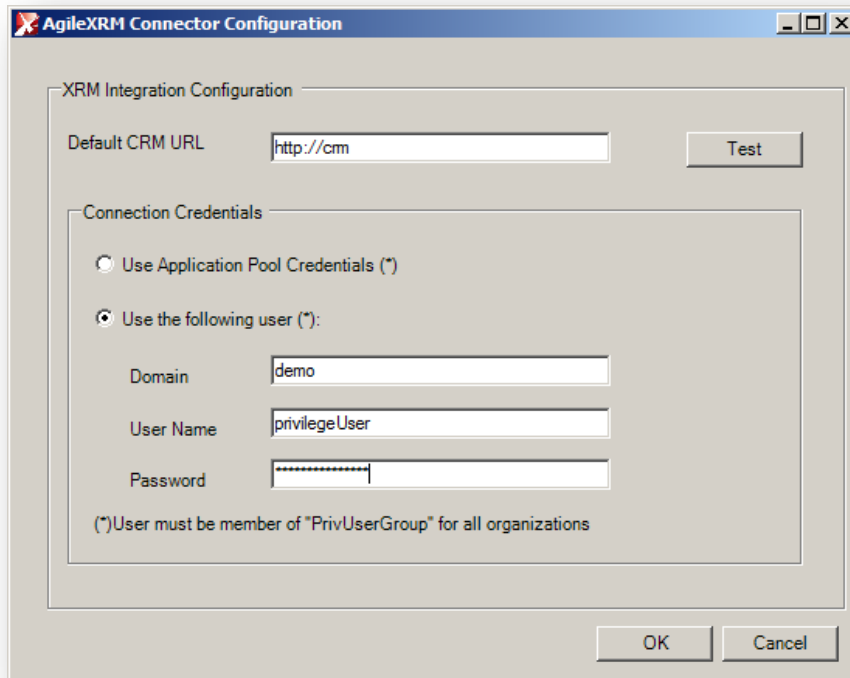 AgileXRM Connector Configuration
XRM Integration Configuration
Default CRM URL
http://crm
Test
Connection Credentials
Use Application Pool Credentials (*)
Use the following user (*):
Domain
demo
User Name
privilegeUser
Password
***************
(*)User must be member of "PrivUserGroup" for all organizations
OK
Cancel